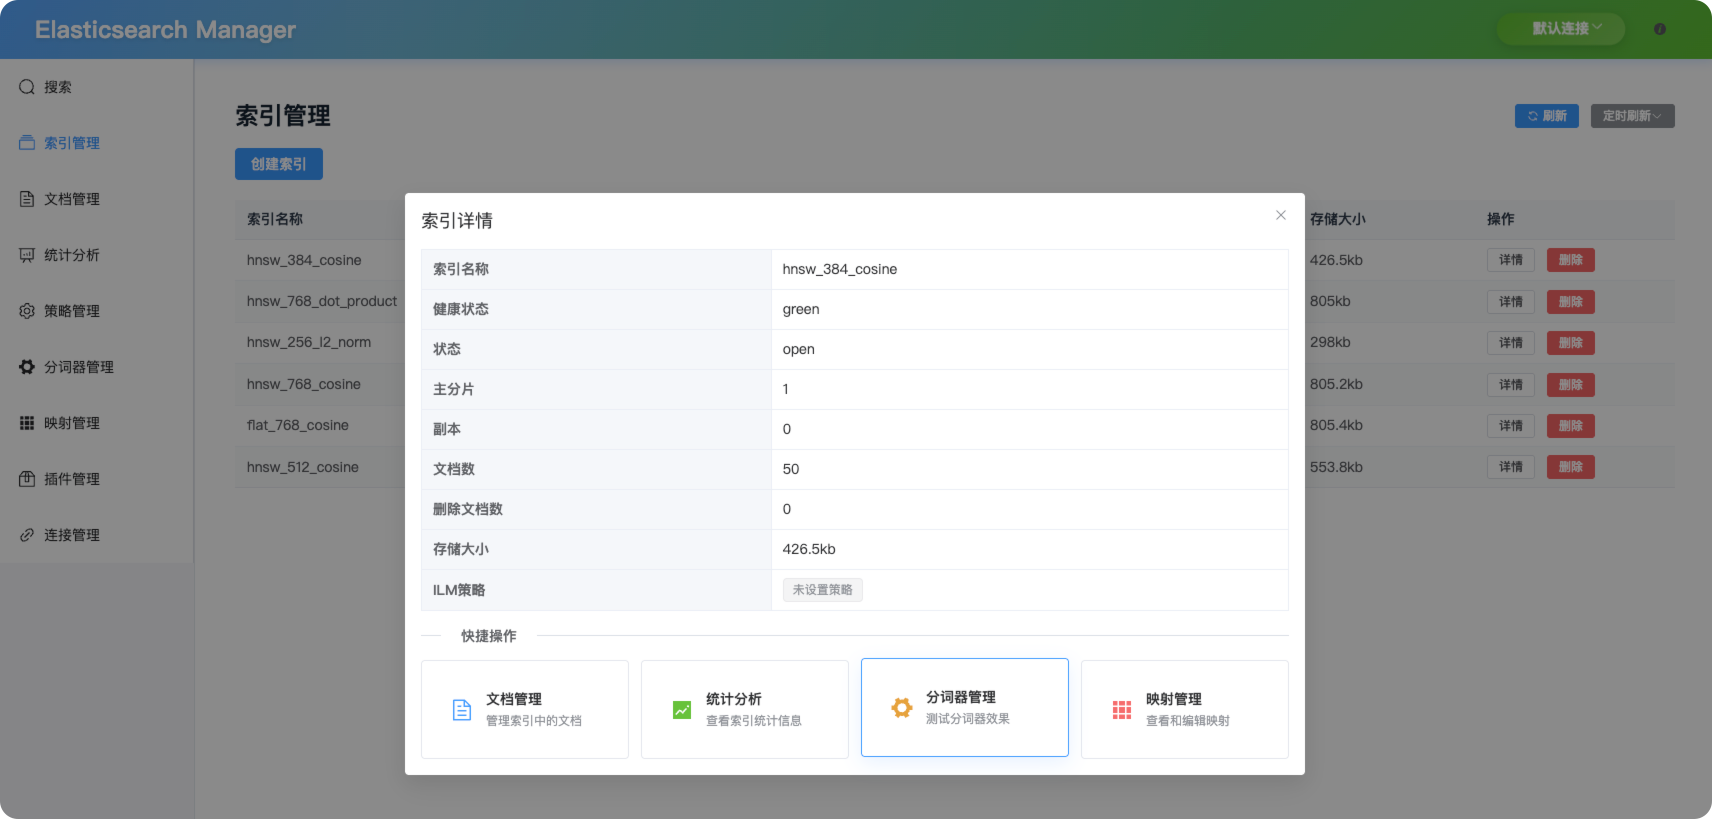 Elasticsearch Manager
默认连接
搜索
索引管理
文档管理
统计分析
策略管理
分词器管理
映射管理
插件管理
连接管理
索引管理
刷新
定时刷新
创建索引
索引名称
存储大小
操作
hnsw_384_cosine
426.5kb
详情
删除
hnsw_768_dot_product
805kb
详情
删除
hnsw_256_l2_norm
298kb
详情
删除
hnsw_768_cosine
805.2kb
详情
删除
flat_768_cosine
805.4kb
详情
删除
hnsw_512_cosine
553.8kb
详情
删除
索引详情
索引名称 hnsw_384_cosine
健康状态 green
状态 open
主分片 1
副本 0
文档数 50
删除文档数 0
存储大小 426.5kb
ILM策略 未设置策略
快捷操作
文档管理
管理索引中的文档
统计分析
查看索引统计信息
分词器管理
测试分词器效果
映射管理
查看和编辑映射